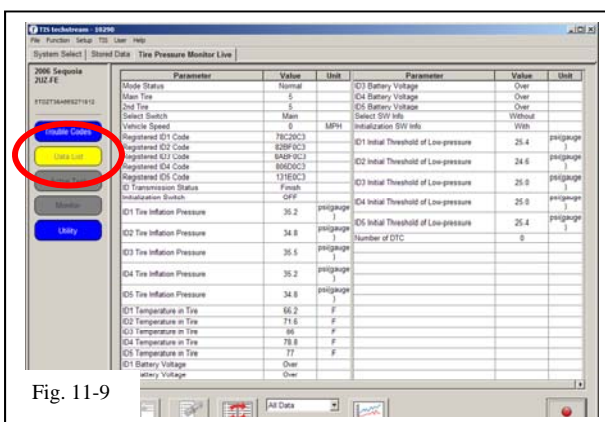 TIS techstream - 16290
File Function Setup TIS User Help
System Select Stored Data Tire Pressure Monitor Live
2006 Sequoia
2UZ-FE
Trouble Codes
Data List
Monitor
Utility
Parameter Value Unit Parameter Value Unit
Mode Status Normal ID3 Battery Voltage Over
Main Tire 5 ID4 Battery Voltage Over
2nd Tire 5 ID5 Battery Voltage Over
Select Switch Main Select SW Info Without
Vehicle Speed 0 MPH Initialization SW Info With
Registered ID1 Code 78C20C3 ID1 Initial Threshold of Low-pressure 25.4 psi(gauge)
Registered ID2 Code 82BF0C3
Registered ID3 Code 0ABF0C3 ID2 Initial Threshold of Low-pressure 24.6 psi(gauge)
Registered ID4 Code 806D0C3
Registered ID5 Code 131E0C3 ID3 Initial Threshold of Low-pressure 25.0 psi(gauge)
ID Transmission Status Finish
Initialization Switch OFF ID4 Initial Threshold of Low-pressure 25.0 psi(gauge)
ID1 Tire Inflation Pressure 35.2 psi(gauge)
ID5 Initial Threshold of Low-pressure 25.4 psi(gauge)
ID2 Tire Inflation Pressure 34.8 psi(gauge) Number of DTC 0
ID3 Tire Inflation Pressure 35.5 psi(gauge)
ID4 Tire Inflation Pressure 35.2 psi(gauge)
ID5 Tire Inflation Pressure 34.8 psi(gauge)
ID1 Temperature in Tire 66.2 F
ID2 Temperature in Tire 71.6 F
ID3 Temperature in Tire 86 F
ID4 Temperature in Tire 78.8 F
ID5 Temperature in Tire 77 F
ID1 Battery Voltage Over
attery Voltage Over
Fig. 11-9
All Data